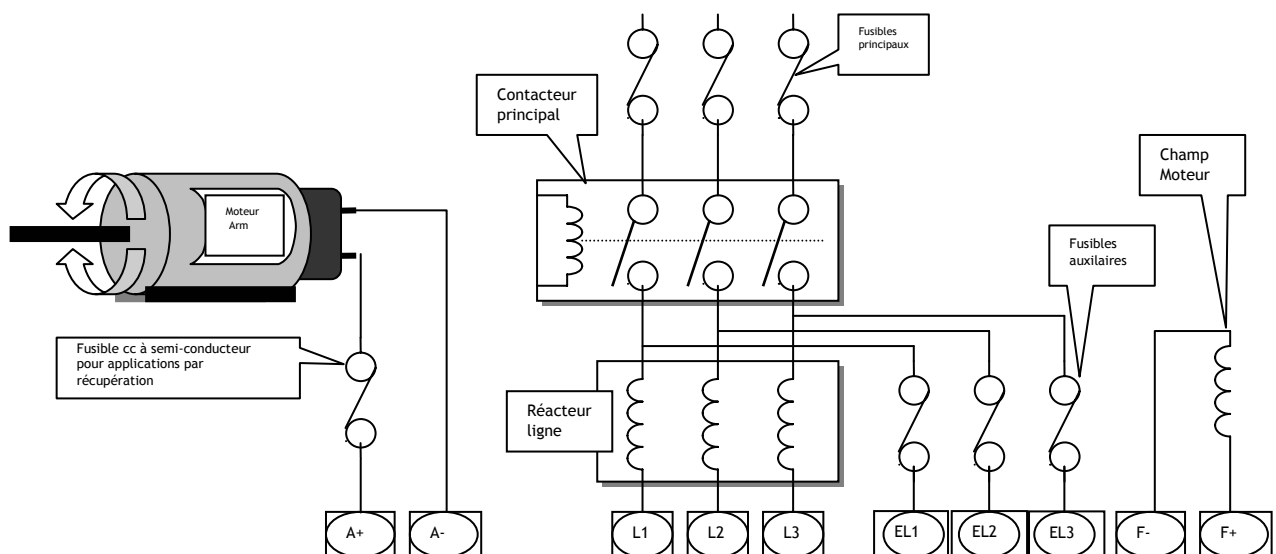 Fusibles
principaux
Contacteur
principal
Champ
Moteur
Moteur
Arm
Fusibles
auxilaires
Fusible cc à semi-conducteur
pour applications par
récupération
Réacteur
ligne
A+
A-
L1
L2
L3
EL1
EL2
EL3
F-
F+